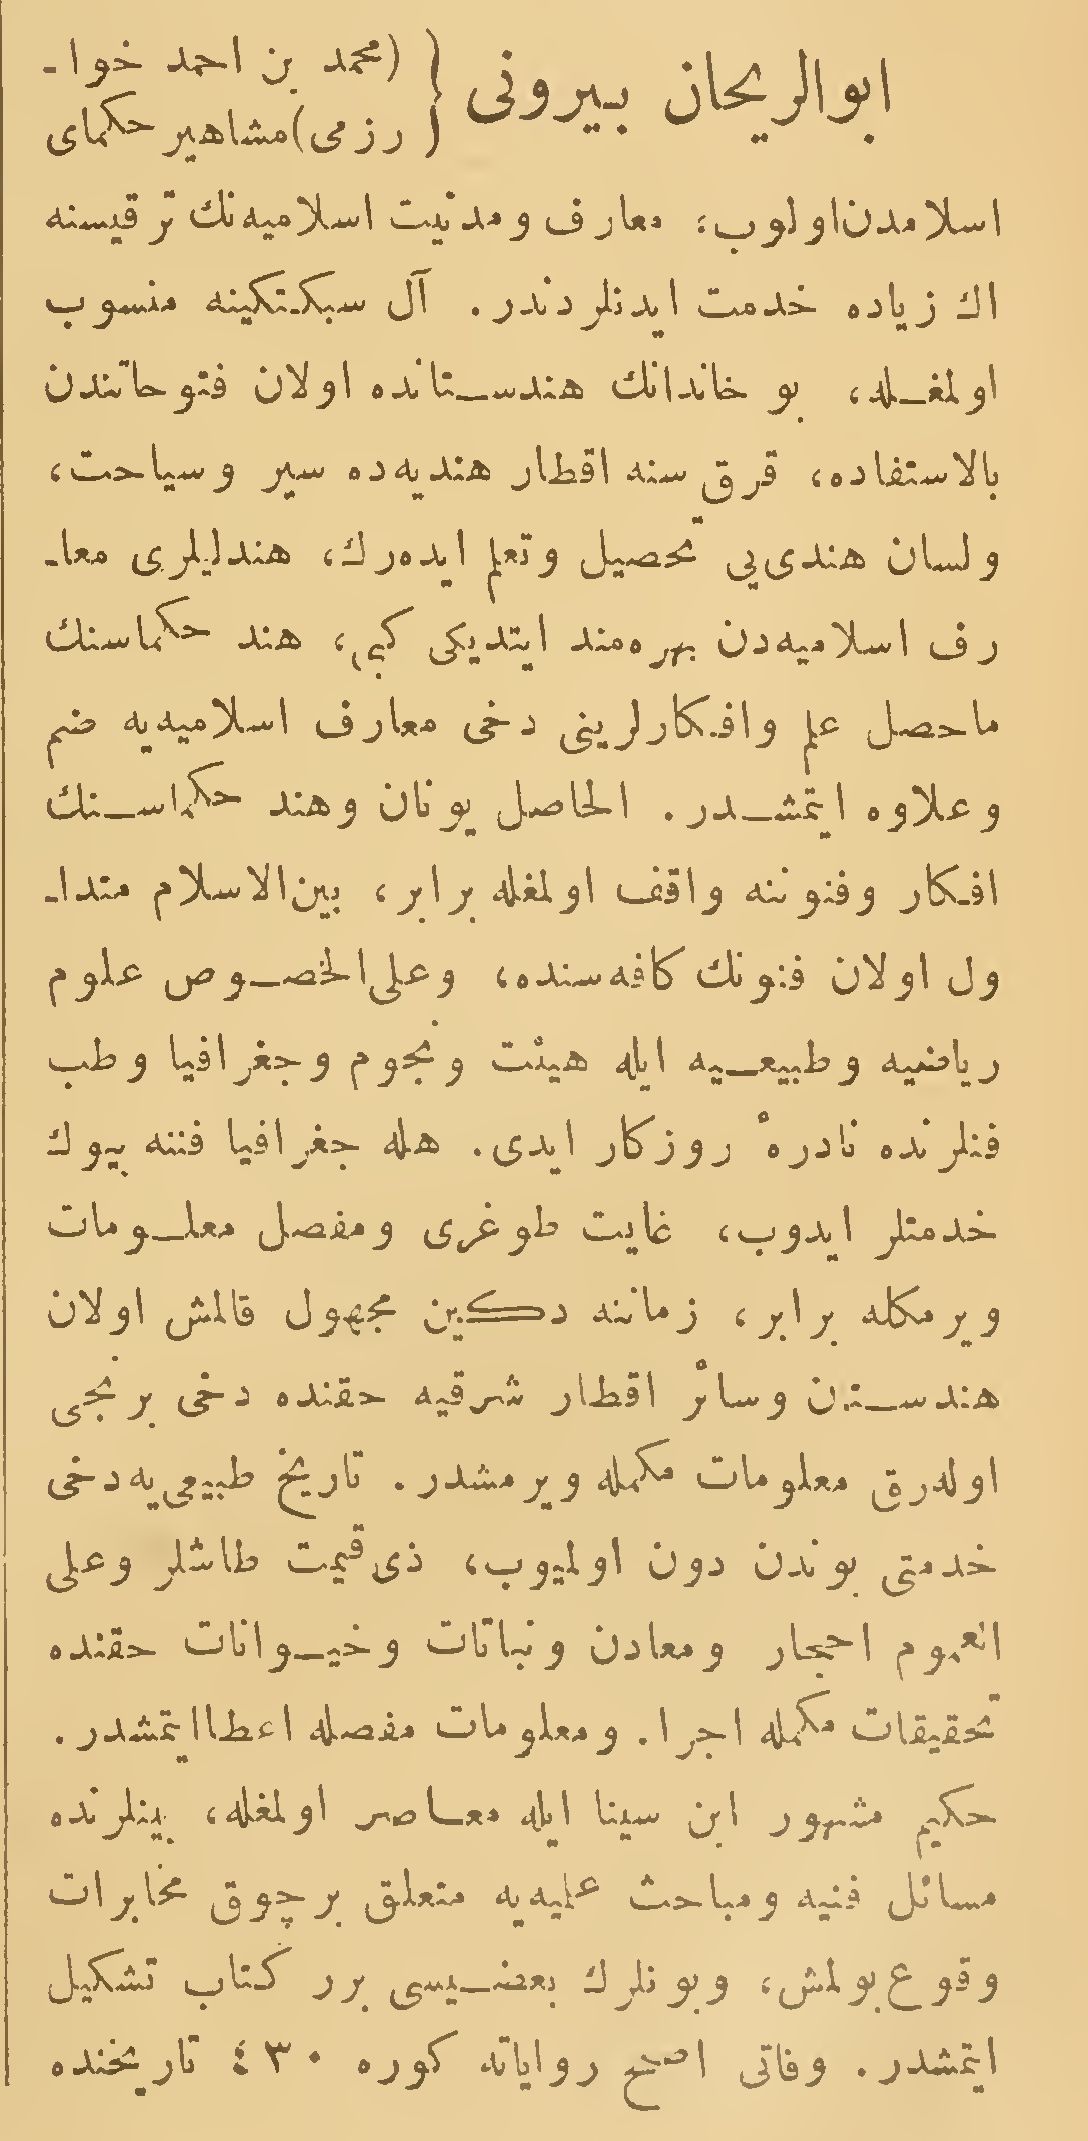 ابوالريحان بيرونى { (محمد بن احمد خوا-
رزمى) مشاهير حكماى
اسلامدن اولوب، معارف ومدنيت اسلاميه‌نك ترقيسنه
اك زياده خدمت ايدنلردندر. آل سبكتكينه منسوب
اولمغله، بو خاندانك هندستانده اولان فتوحاتندن
بالاستفاده، قرق سنه اقطار هنديه‌ده سير وسياحت،
ولسان هندى‌يى تحصيل وتعلم ايده‌رك، هنديلرى معا-
رف اسلاميه‌دن بهره‌مند ايتديكى كبى، هند حكماسنك
ماحصل علم وافكارلرينى دخى معارف اسلاميه‌يه ضم
وعلاوه ايتمشدر. الحاصل يونان وهند حكماسنك
افكار وفنوننه واقف اولمغله برابر، بين‌الاسلام متدا-
ول اولان فنونك كافه‌سنده، وعلى‌الخصوص علوم
رياضيه وطبيعيه ايله هيئت ونجوم وجغرافيا وطب
فنلرنده نادرهٔ روزكار ايدى. هله جغرافيا فننه بيوك
خدمتلر ايدوب، غايت طوغرى ومفصل معلومات
ويرمكله برابر، زماننه دكين مجهول قالمش اولان
هندستان وسائر اقطار شرقيه حقنده دخى برنجى
اوله‌رق معلومات مكمله ويرمشدر. تاريخ طبيعى‌يه دخى
خدمتى بوندن دون اولميوب، ذى‌قيمت طاشلر وعلى
العموم احجار ومعادن ونباتات وحيوانات حقنده
تحقيقات مكمله اجرا. ومعلومات مفصله اعطا ايتمشدر.
حكيم مشهور ابن سينا ايله معاصر اولمغله، بينلرنده
مسائل فنيه ومباحث علميه‌يه متعلق برچوق مخابرات
وقوع بولمش، وبونلرك بعضيسى برر كتاب تشكيل
ايتمشدر. وفاتى اصح رواياته كوره ٤٣٠ تاريخنده